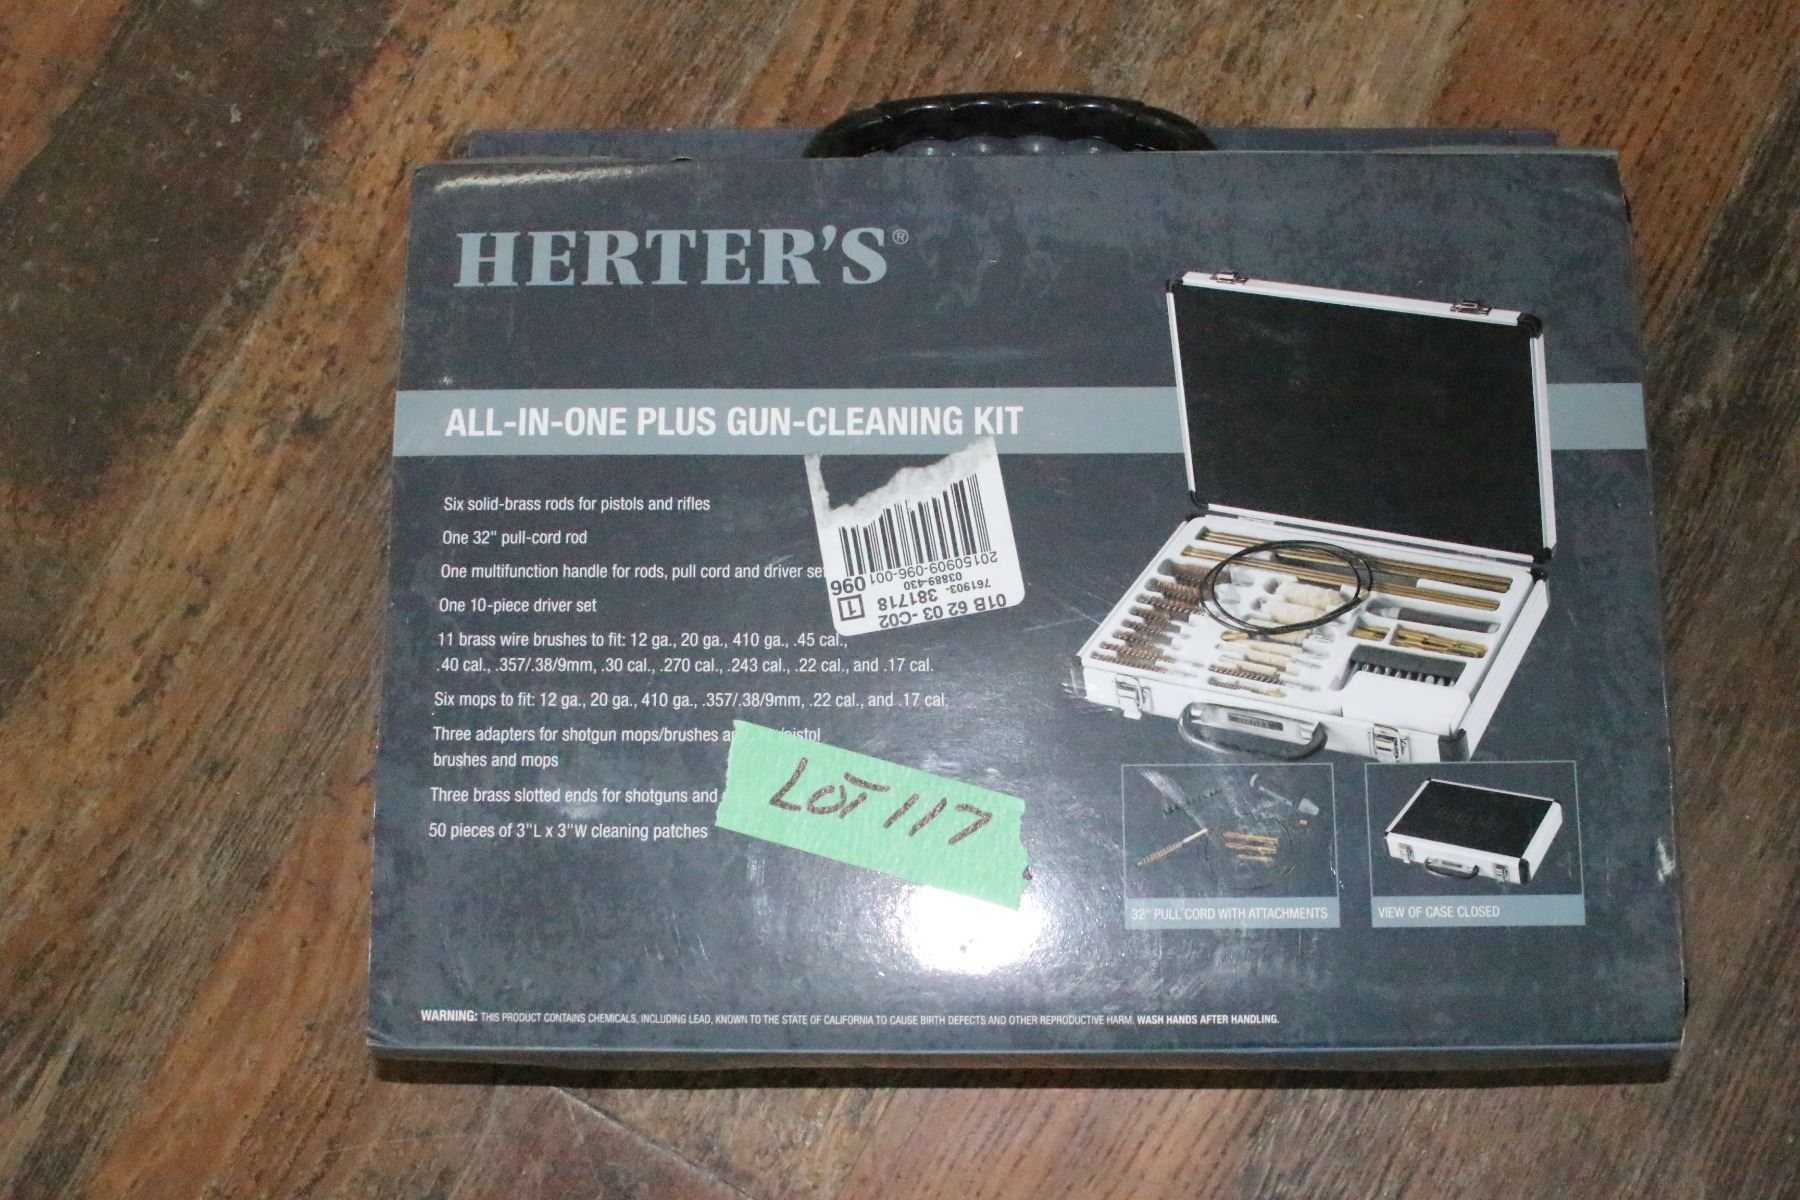 HERTER'S®
ALL-IN-ONE PLUS GUN-CLEANING KIT
Six solid-brass rods for pistols and rifles
One 32" pull-cord rod
One multifunction handle for rods, pull cord and driver set
One 10-piece driver set
11 brass wire brushes to fit: 12 ga., 20 ga., 410 ga., .45 cal.,
.40 cal., .357/.38/9mm, .30 cal., .270 cal., .243 cal., .22 cal., and .17 cal.
Six mops to fit: 12 ga., 20 ga., 410 ga., .357/.38/9mm, .22 cal., and .17 cal.
Three adapters for shotgun mops/brushes /pistol
brushes and mops
Three brass slotted ends for shotguns and
50 pieces of 3"L x 3"W cleaning patches
01B 62 03 -C02
761903- 381718 1
03889-430
20150909-096-001 096
LOT 117
32" PULL CORD WITH ATTACHMENTS
VIEW OF CASE CLOSED
WARNING: THIS PRODUCT CONTAINS CHEMICALS, INCLUDING LEAD, KNOWN TO THE STATE OF CALIFORNIA TO CAUSE BIRTH DEFECTS AND OTHER REPRODUCTIVE HARM. WASH HANDS AFTER HANDLING.